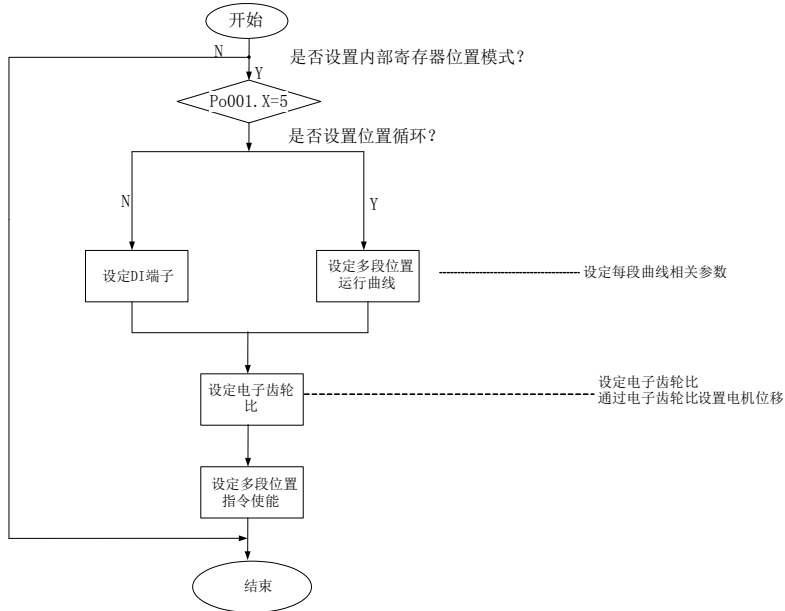 开始
N
是否设置内部寄存器位置模式？
Y
Po001.X=5
是否设置位置循环？
N
Y
设定DI端子
设定多段位置
运行曲线
设定每段曲线相关参数
设定电子齿轮
比
设定电子齿轮比
通过电子齿轮比设置电机位移
设定多段位置
指令使能
结束